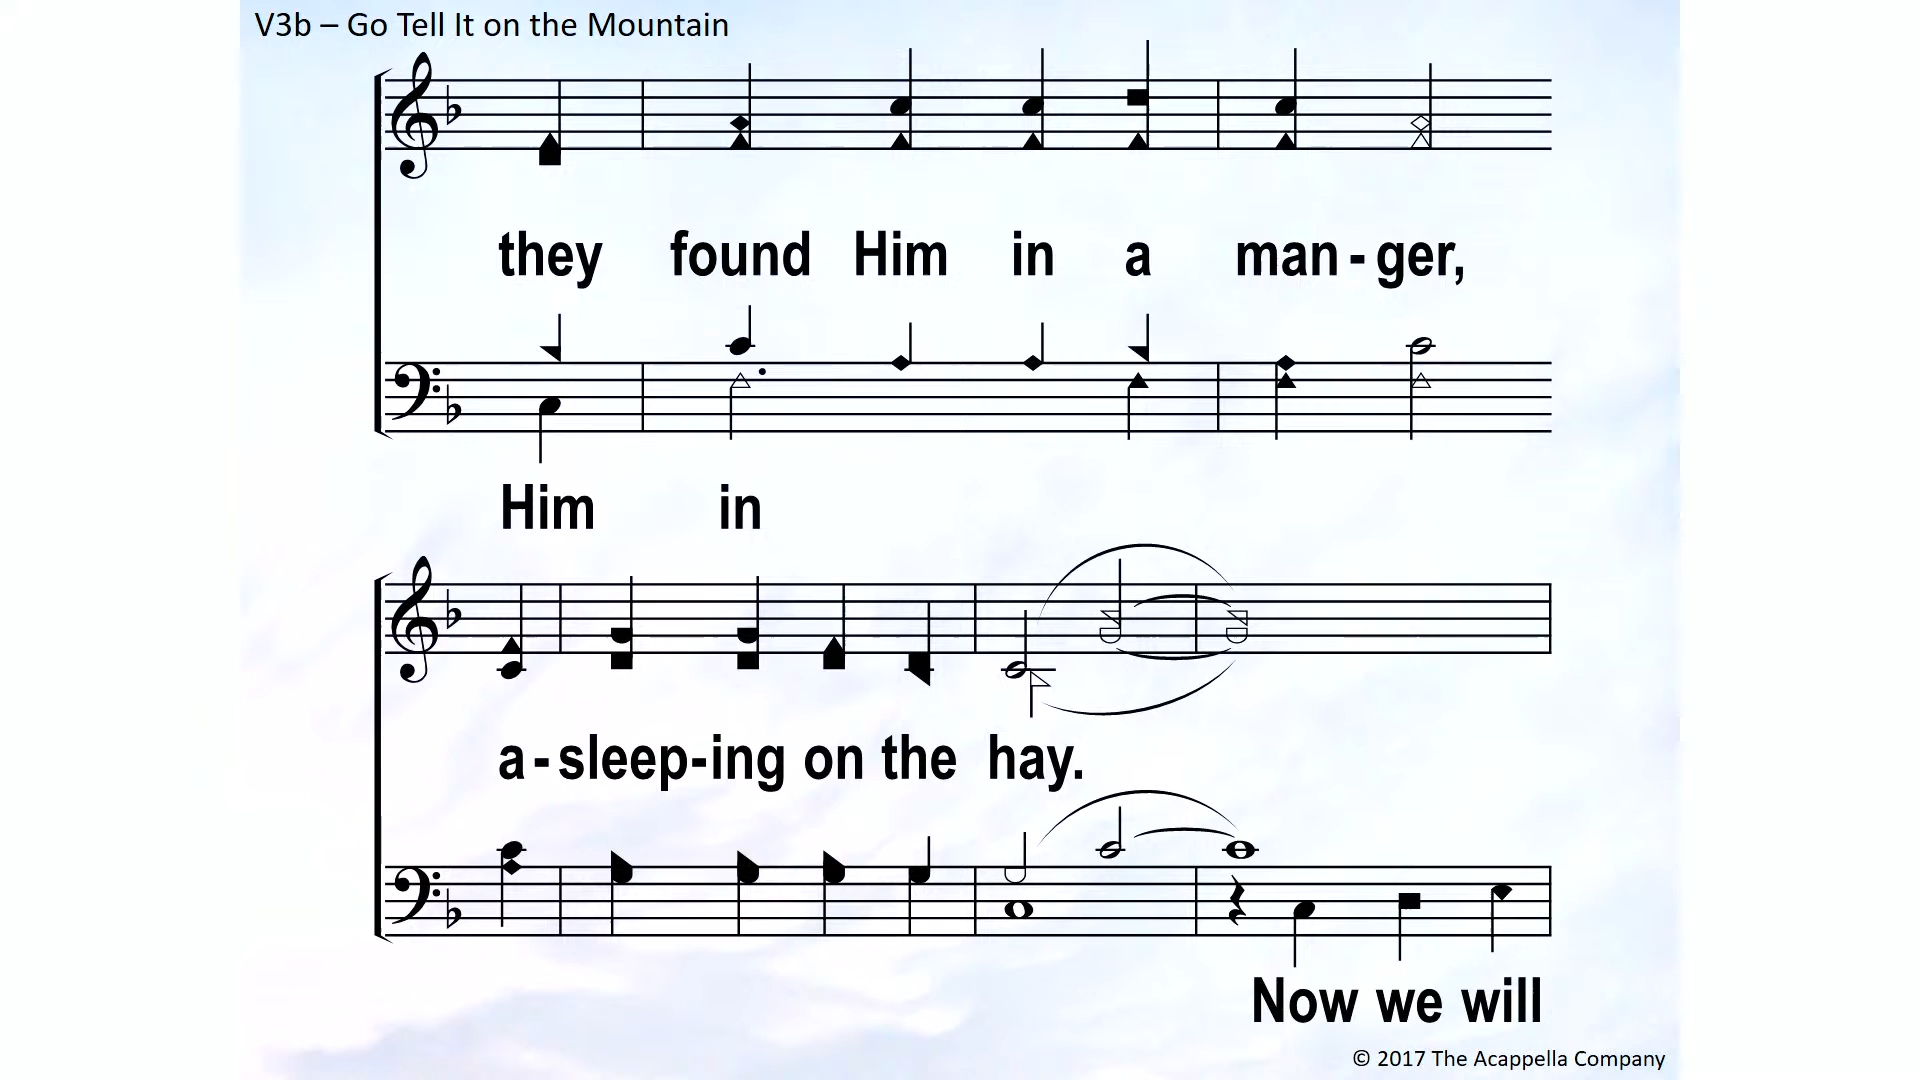 V3b – Go Tell It on the Mountain
they found Him in a man - ger,
Him in
a - sleep-ing on the hay.
Now we will
© 2017 The Acappella Company